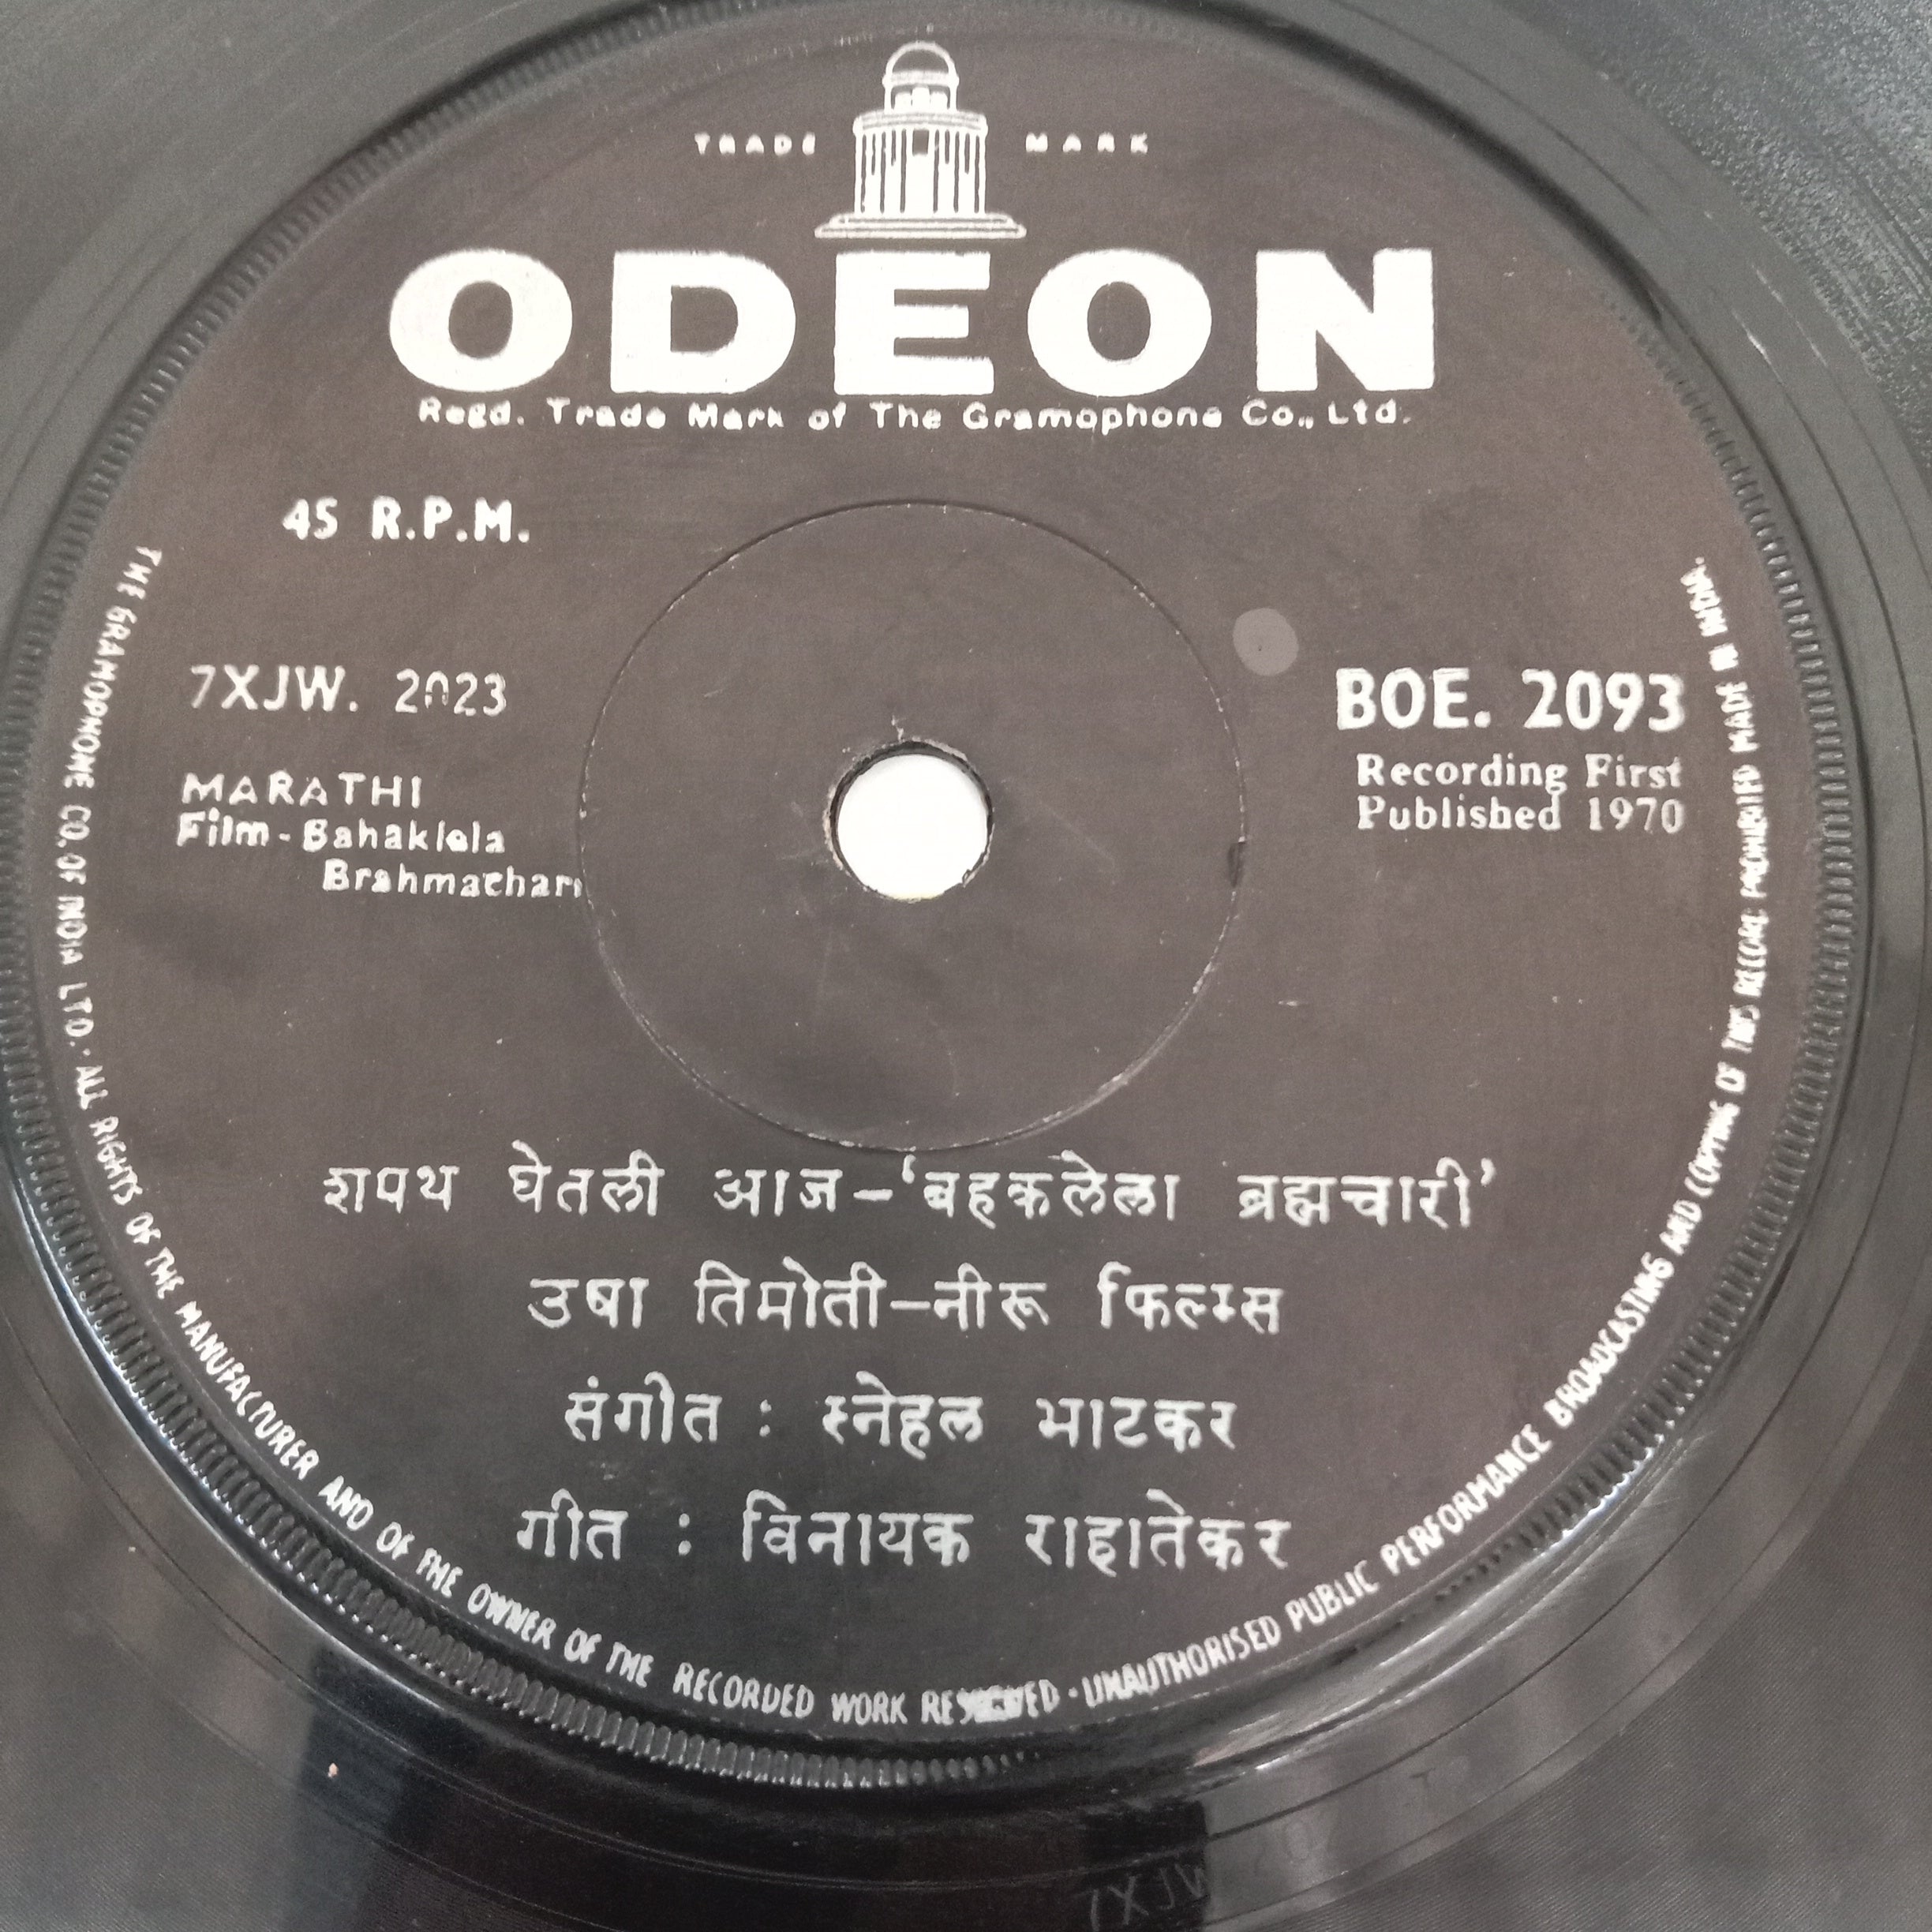 TRADE MARK
ODEON
Regd. Trade Mark of The Gramophone Co., Ltd.
45 R.P.M.
7XJW. 2023
MARATHI
Film - Bahaklela
Brahmachari
BOE. 2093
Recording First
Published 1970
शपथ घेतली आज–‘बहकलेला ब्रह्मचारी’
उषा तिमोती–नीरू फिल्म्स
संगीत : स्नेहल भाटकर
गीत : विनायक राहातेकर
THE GRAMOPHONE CO. OF INDIA LTD. · ALL RIGHTS OF THE MANUFACTURER AND OF THE OWNER OF THE RECORDED WORK RESERVED · UNAUTHORISED PUBLIC PERFORMANCE BROADCASTING AND COPYING OF THIS RECORD PROHIBITED MADE IN INDIA.
7XJW